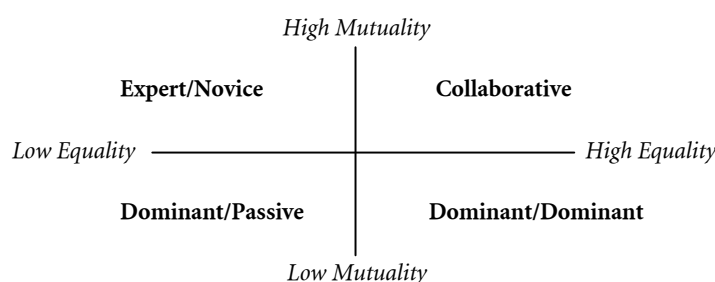 High Mutuality
Expert/Novice Collaborative
Low Equality High Equality
Dominant/Passive Dominant/Dominant
Low Mutuality